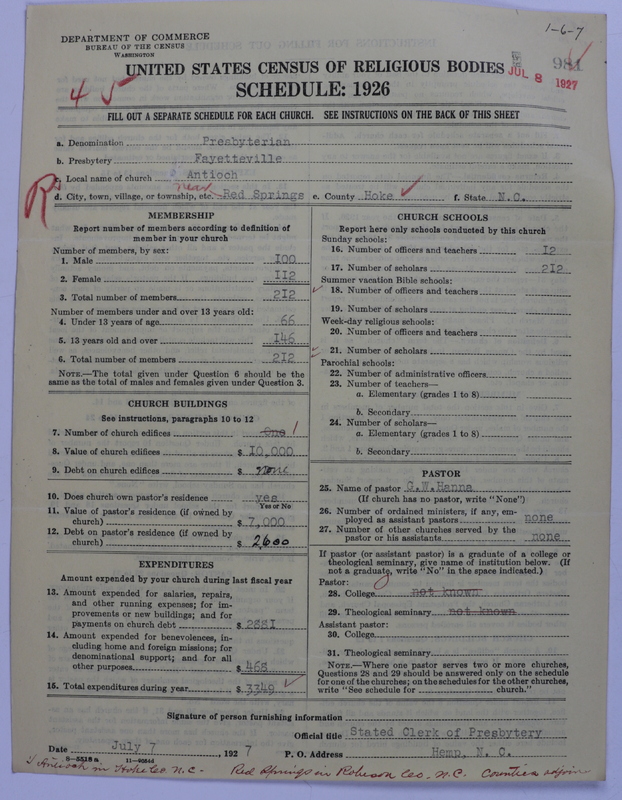 1-6-7
DEPARTMENT OF COMMERCE
BUREAU OF THE CENSUS
WASHINGTON
981
JUL 8 1927
UNITED STATES CENSUS OF RELIGIOUS BODIES
4 5
SCHEDULE: 1926
FILL OUT A SEPARATE SCHEDULE FOR EACH CHURCH. SEE INSTRUCTIONS ON THE BACK OF THIS SHEET
a. Denomination Presbyterian
b. Presbytery Fayetteville
c. Local name of church Antioch
near
d. City, town, village, or township, etc. Red Springs e. County Hoke f. State N.C.
MEMBERSHIP
Report number of members according to definition of
member in your church
Number of members, by sex:
1. Male 100
2. Female 112
3. Total number of members 212
Number of members under and over 13 years old:
4. Under 13 years of age 66
5. 13 years old and over 146
6. Total number of members 212
NOTE.—The total given under Question 6 should be the
same as the total of males and females given under Question 3.
CHURCH BUILDINGS
See instructions, paragraphs 10 to 12
7. Number of church edifices One 1
8. Value of church edifices $ 10,000
9. Debt on church edifices $ none
10. Does church own pastor's residence yes
Yes or No
11. Value of pastor's residence (if owned by
church) $ 7,000
12. Debt on pastor's residence (if owned by
church) $ 2600
EXPENDITURES
Amount expended by your church during last fiscal year
13. Amount expended for salaries, repairs,
and other running expenses; for im-
provements or new buildings; and for
payments on church debt $ 2881
14. Amount expended for benevolences, in-
cluding home and foreign missions; for
denominational support; and for all
other purposes $ 468
15. Total expenditures during year $ 3349
CHURCH SCHOOLS
Report here only schools conducted by this church
Sunday schools:
16. Number of officers and teachers 12
17. Number of scholars 212
Summer vacation Bible schools:
18. Number of officers and teachers
19. Number of scholars
Week-day religious schools:
20. Number of officers and teachers
21. Number of scholars
Parochial schools:
22. Number of administrative officers
23. Number of teachers—
a. Elementary (grades 1 to 8)
b. Secondary
24. Number of scholars—
a. Elementary (grades 1 to 8)
b. Secondary
PASTOR
25. Name of pastor G.W.Hanna
(If church has no pastor, write "None")
26. Number of ordained ministers, if any, em-
ployed as assistant pastors none
27. Number of other churches served by the
pastor or his assistants none
If pastor (or assistant pastor) is a graduate of a college or
theological seminary, give name of institution below. (If
not a graduate, write "No" in the space indicated.)
Pastor:
28. College not known
29. Theological seminary not known
Assistant pastor:
30. College
31. Theological seminary
NOTE.—Where one pastor serves two or more churches,
Questions 28 and 29 should be answered only on the schedule
for one of the churches; on the schedules for the other churches,
write "See schedule for church."
Signature of person furnishing information
Official title Stated Clerk of Presbytery
Date July 7, 1927 P. O. Address Hemp, N. C.
8-5518a 11-9084d
Antioch in Hoke Co N.C. Red Springs in Robeson Co. N.C. Counties adjoin